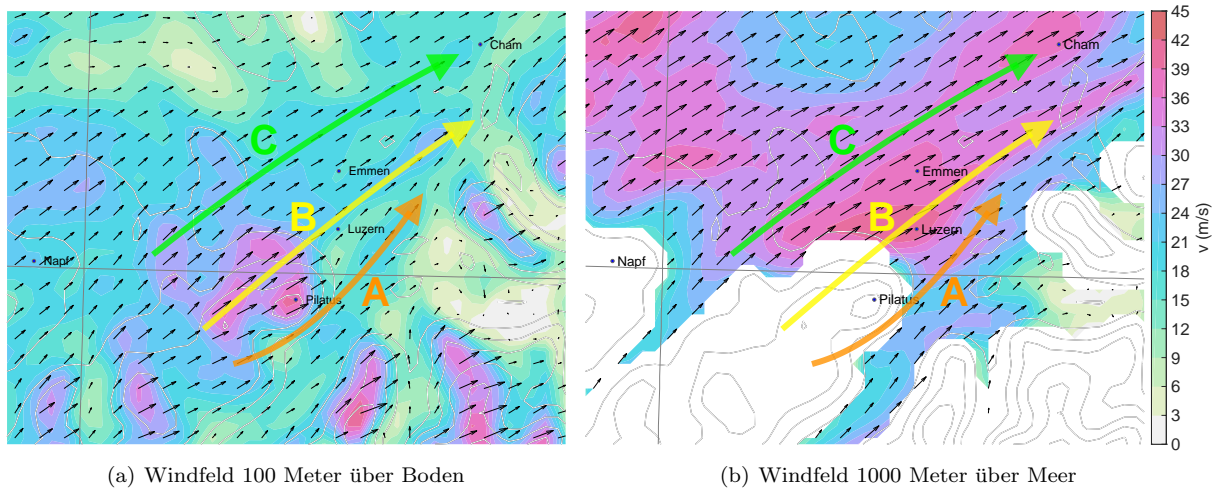 Cham
C
Emmen
B
Luzern
Napf
Pilatus
A
(a) Windfeld 100 Meter über Boden
Cham
C
Emmen
B
Luzern
Napf
Pilatus
A
(b) Windfeld 1000 Meter über Meer
45
42
39
36
33
30
27
24
21
18
15
12
9
6
3
0
v (m/s)